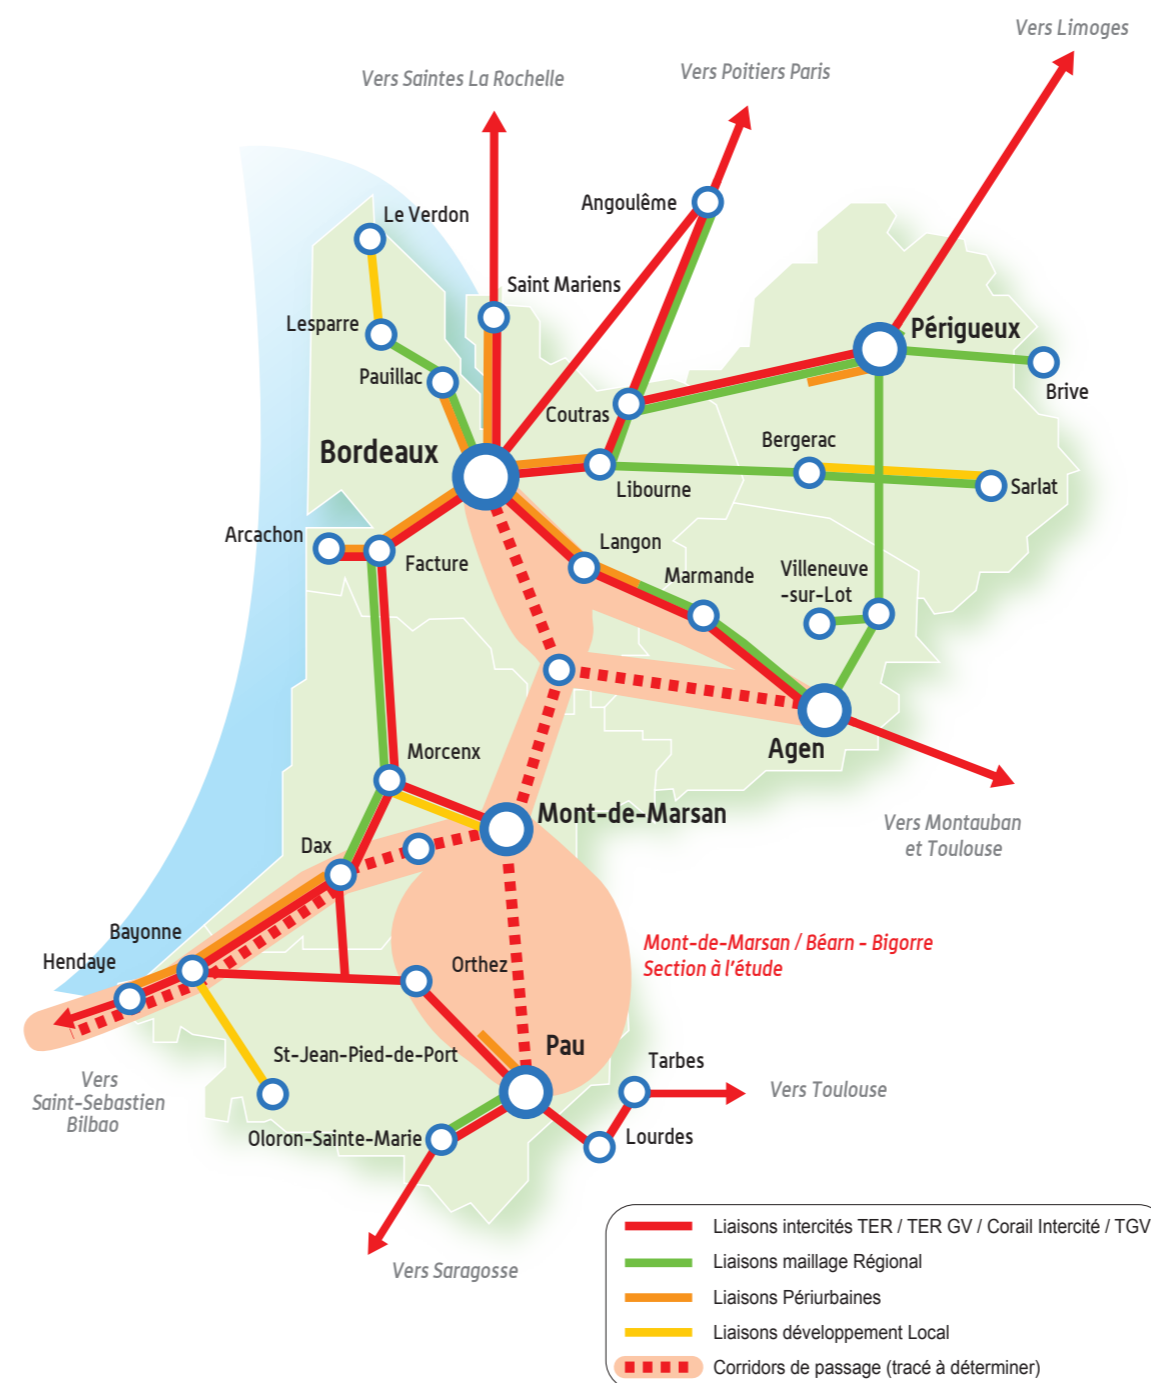 Vers Limoges
Vers Saintes La Rochelle
Vers Poitiers Paris
Angoulême
Le Verdon
Saint Mariens
Lesparre
Périgueux
Pauillac
Brive
Coutras
Bordeaux
Bergerac
Libourne
Sarlat
Arcachon
Facture
Langon
Marmande
Villeneuve
-sur-Lot
Morcenx
Agen
Mont-de-Marsan
Vers Montauban
et Toulouse
Dax
Bayonne
Hendaye
Orthez
Mont-de-Marsan / Béarn - Bigorre
Section à l'étude
St-Jean-Pied-de-Port
Pau
Tarbes
Vers
Saint-Sebastien
Bilbao
Vers Toulouse
Oloron-Sainte-Marie
Lourdes
Vers Saragosse
Liaisons intercités TER / TER GV / Corail Intercité / TGV
Liaisons maillage Régional
Liaisons Périurbaines
Liaisons développement Local
Corridors de passage (tracé à déterminer)